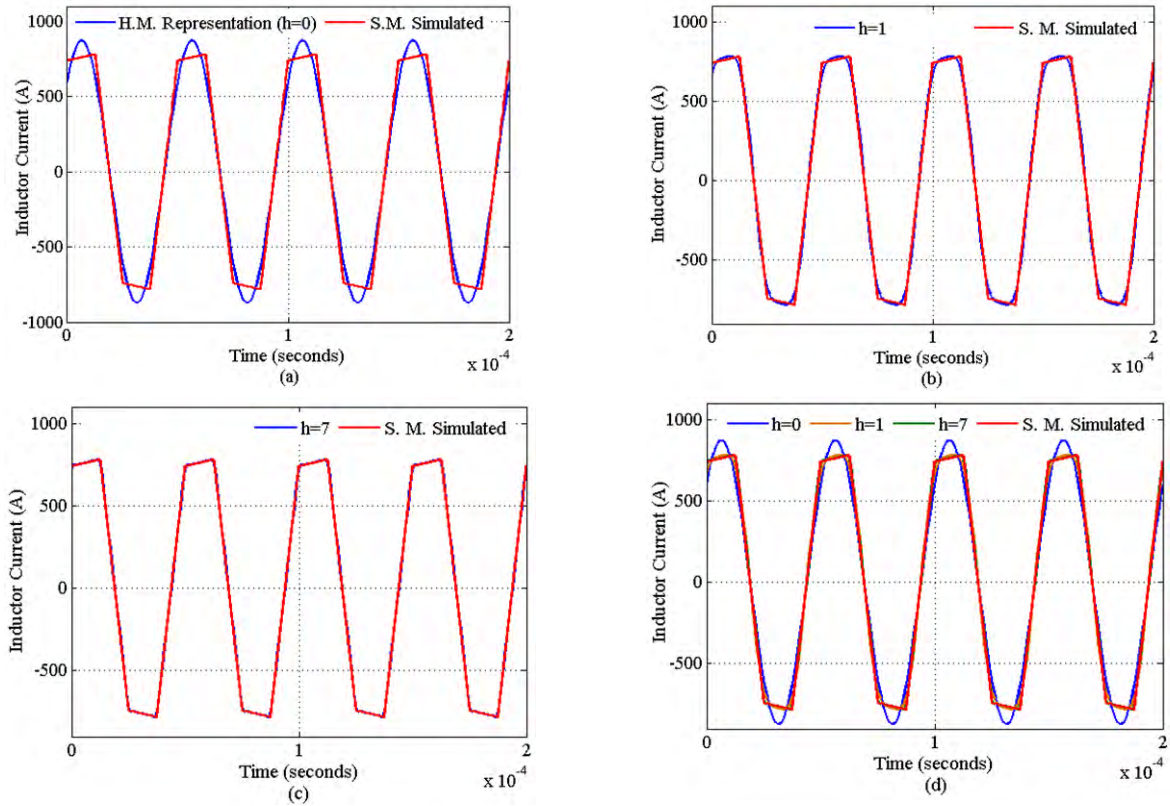 H.M. Representation (h=0) S.M. Simulated
1000
500
0
-500
-1000
Inductor Current (A)
0 1 2
Time (seconds)
x 10-4
(a)
h=1 S. M. Simulated
1000
500
0
-500
Inductor Current (A)
0 1 2
Time (seconds)
x 10-4
(b)
h=7 S. M. Simulated
1000
500
0
-500
Inductor Current (A)
0 1 2
Time (seconds)
x 10-4
(c)
h=0 h=1 h=7 S. M. Simulated
1000
500
0
-500
Inductor Current (A)
0 1 2
Time (seconds)
x 10-4
(d)